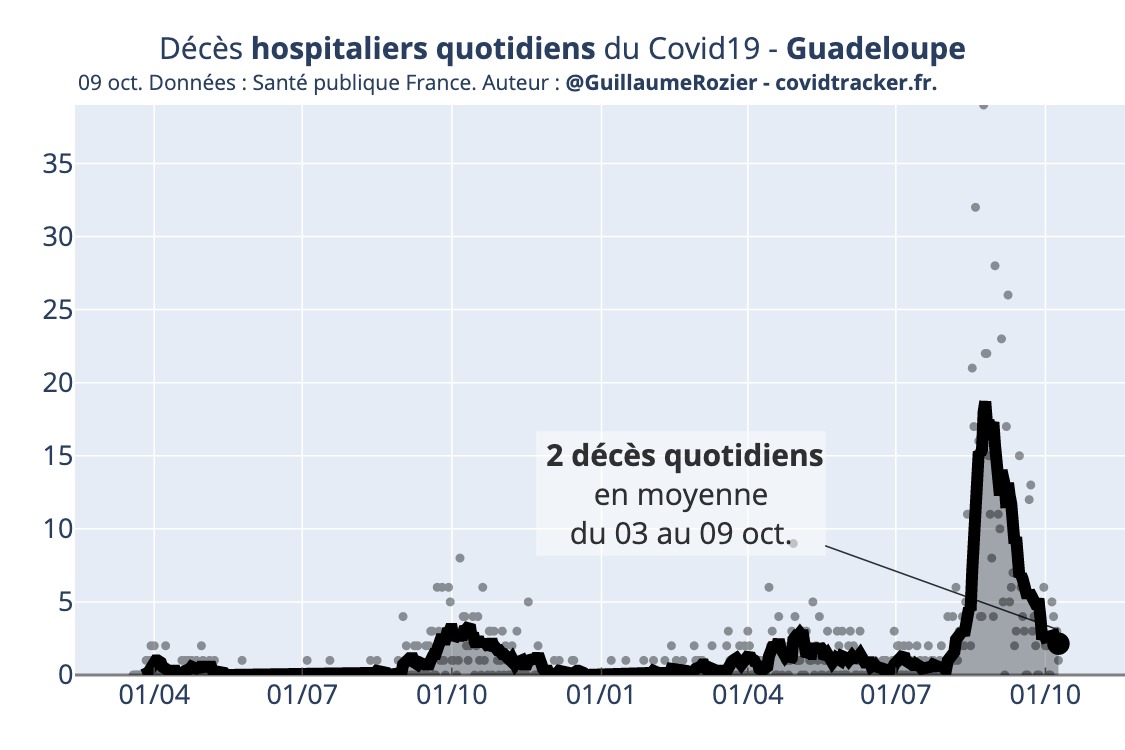 Décès hospitaliers quotidiens du Covid19 - Guadeloupe
09 oct. Données : Santé publique France. Auteur : @GuillaumeRozier - covidtracker.fr.
35
30
25
20
15
10
5
0
2 décès quotidiens
en moyenne
du 03 au 09 oct.
01/04 01/07 01/10 01/01 01/04 01/07 01/10